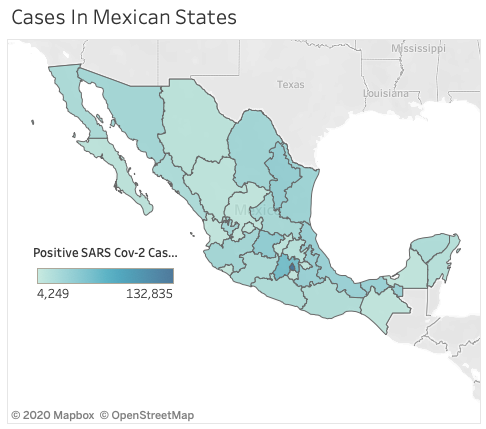 Cases In Mexican States
Mississippi
Texas
Louisiana
Mexico
Positive SARS Cov-2 Cas...
4,249 132,835
© 2020 Mapbox © OpenStreetMap